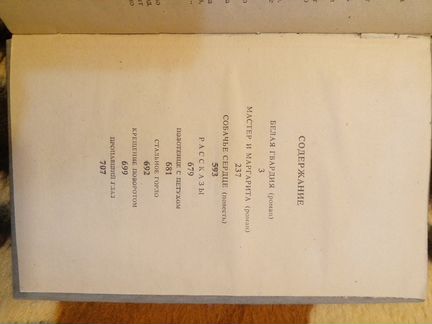 СОДЕРЖАНИЕ
БЕЛАЯ ГВАРДИЯ (роман)
3
МАСТЕР И МАРГАРИТА (роман)
237
СОБАЧЬЕ СЕРДЦЕ (повесть)
593
РАССКАЗЫ
679
ПОЛОТЕНЦЕ С ПЕТУХОМ
681
СТАЛЬНОЕ ГОРЛО
692
КРЕЩЕНИЕ ПОВОРОТОМ
699
ПРОПАВШИЙ ГЛАЗ
707